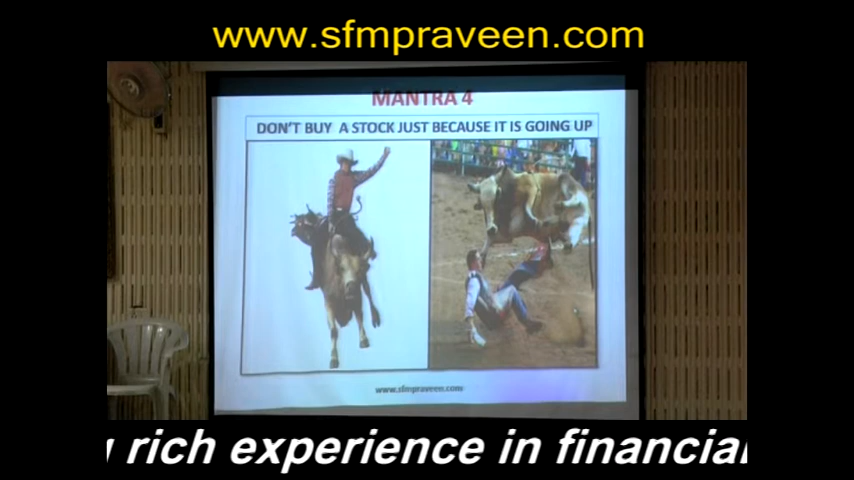 www.sfmpraveen.com
MANTRA 4
DON'T BUY A STOCK JUST BECAUSE IT IS GOING UP
www.sfmpraveen.com
rich experience in financial